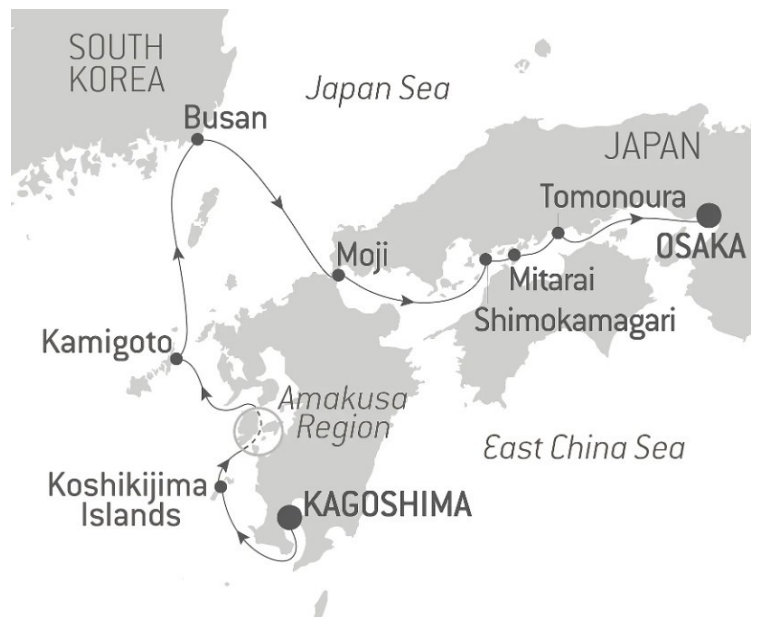 SOUTH
KOREA
Japan Sea
Busan
JAPAN
Tomonoura
OSAKA
Moji
Mitarai
Shimokamagari
Kamigoto
Amakusa
Region
East China Sea
Koshikijima
Islands
KAGOSHIMA